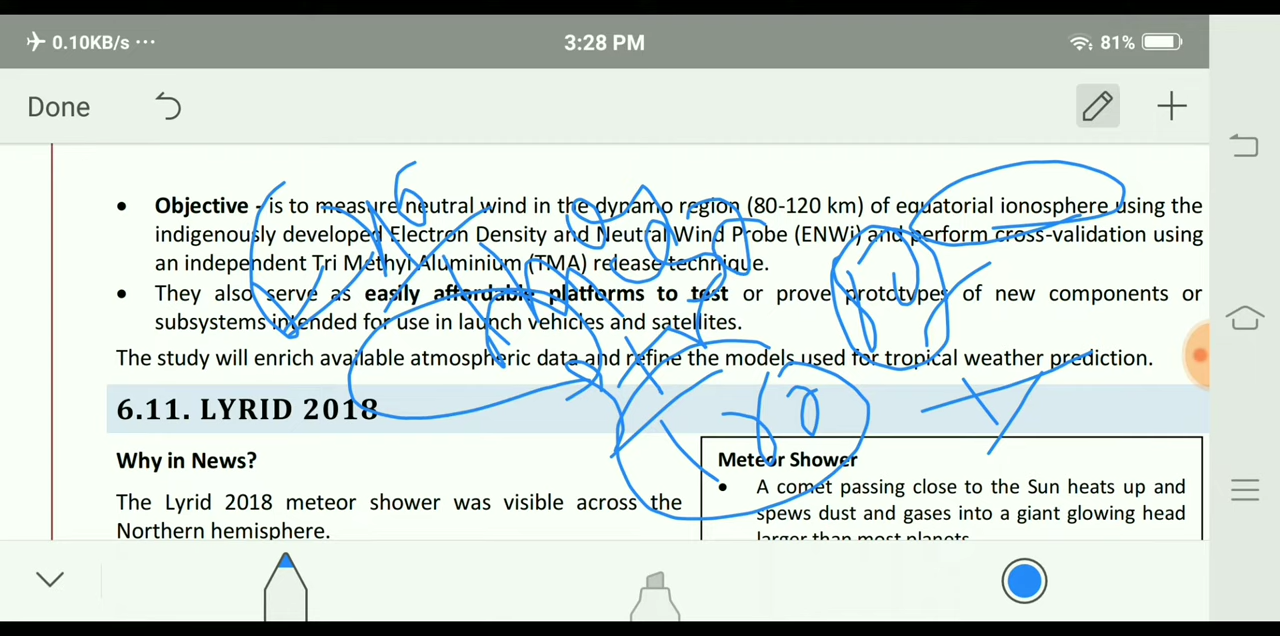 0.10KB/s ··· 3:28 PM 81%
Done
• Objective - is to measure neutral wind in the dynamo region (80-120 km) of equatorial ionosphere using the
indigenously developed Electron Density and Neutral Wind Probe (ENWi) and perform cross-validation using
an independent Tri Methyl Aluminium (TMA) release technique.
• They also serve as easily affordable platforms to test or prove prototypes of new components or
subsystems intended for use in launch vehicles and satellites.
The study will enrich available atmospheric data and refine the models used for tropical weather prediction.
6.11. LYRID 2018
Why in News?
The Lyrid 2018 meteor shower was visible across the
Northern hemisphere.
Meteor Shower
• A comet passing close to the Sun heats up and
spews dust and gases into a giant glowing head
larger than most planets